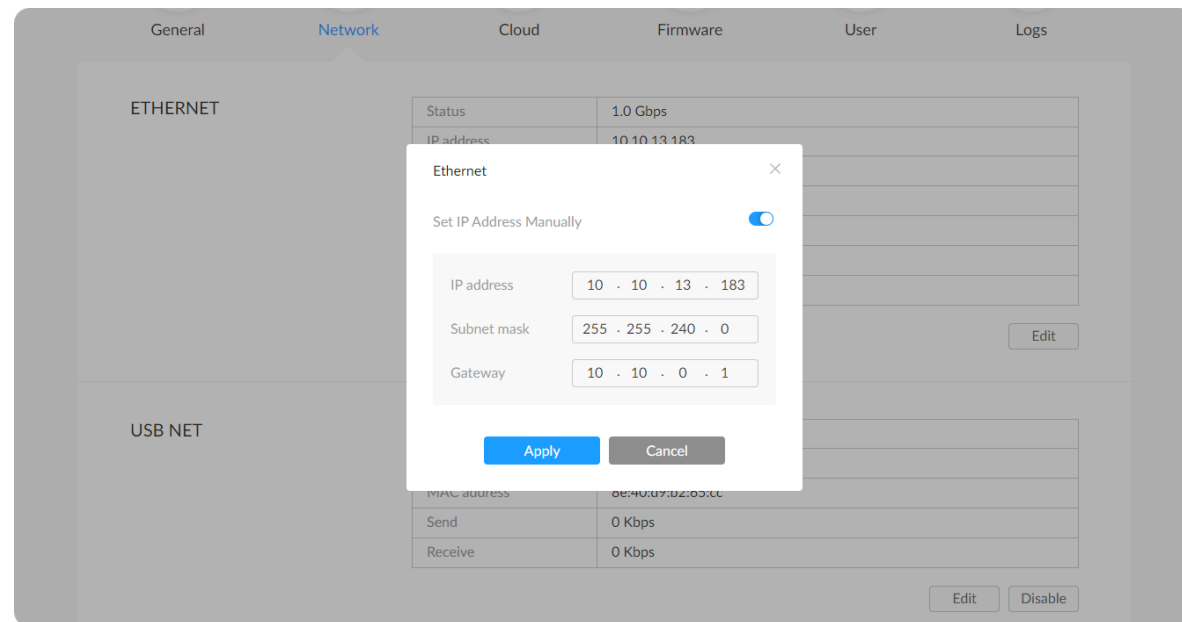 General Network Cloud Firmware User Logs
ETHERNET
Status 1.0 Gbps
IP address 10.10.13.183
Ethernet
Set IP Address Manually
IP address 10 . 10 . 13 . 183
Subnet mask 255 . 255 . 240 . 0
Gateway 10 . 10 . 0 . 1
Edit
Apply Cancel
USB NET
MAC address 8e:40:d9:b2:65:cc
Send 0 Kbps
Receive 0 Kbps
Edit Disable